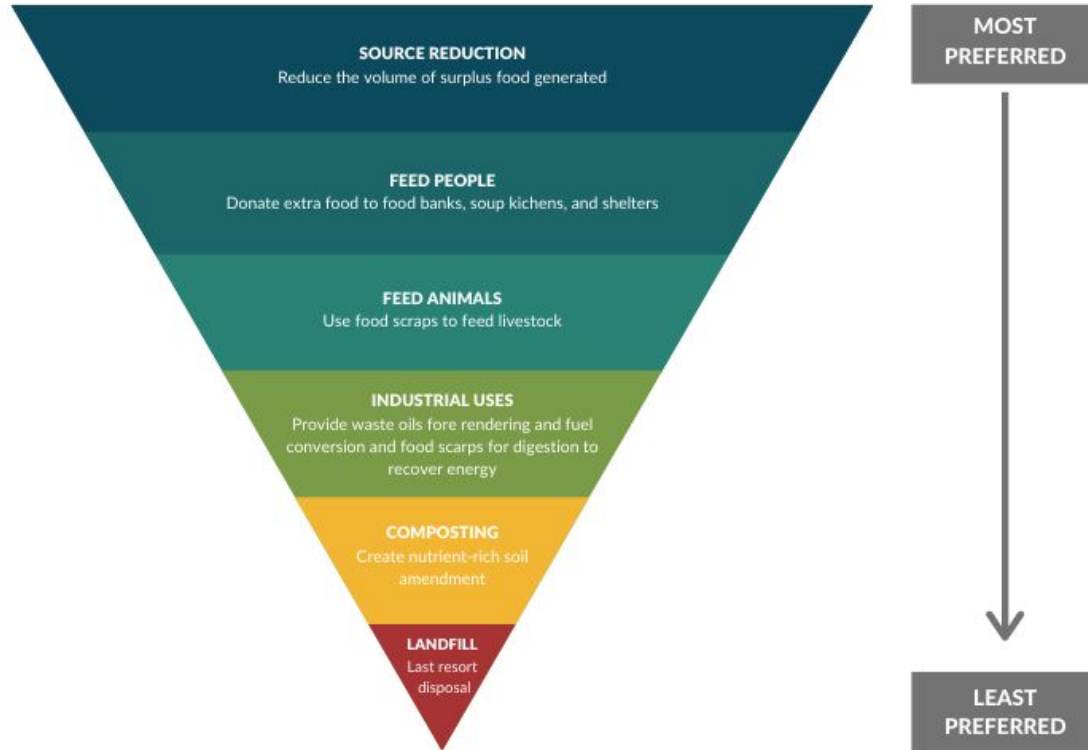 SOURCE REDUCTION
Reduce the volume of surplus food generated
FEED PEOPLE
Donate extra food to food banks, soup kichens, and shelters
FEED ANIMALS
Use food scraps to feed livestock
INDUSTRIAL USES
Provide waste oils fore rendering and fuel
conversion and food scarps for digestion to
recover energy
COMPOSTING
Create nutrient-rich soil
amendment
LANDFILL
Last resort
disposal
MOST
PREFERRED
LEAST
PREFERRED